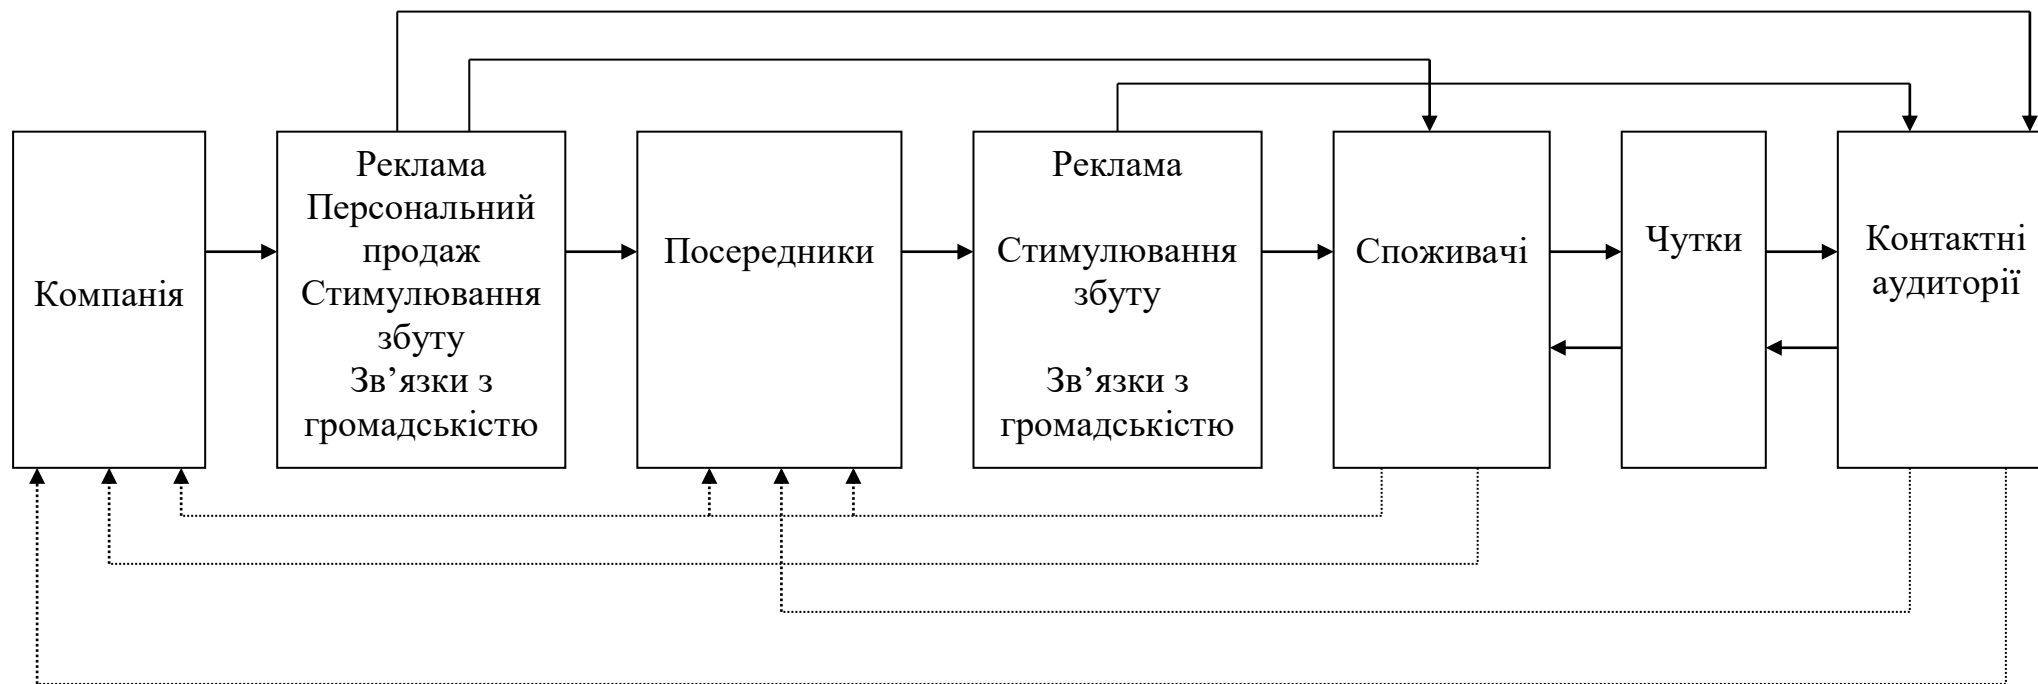 Компанія
Реклама
Персональний
продаж
Стимулювання
збуту
Зв’язки з
громадськістю
Посередники
Реклама
Стимулювання
збуту
Зв’язки з
громадськістю
Споживачі
Чутки
Контактні
аудиторії